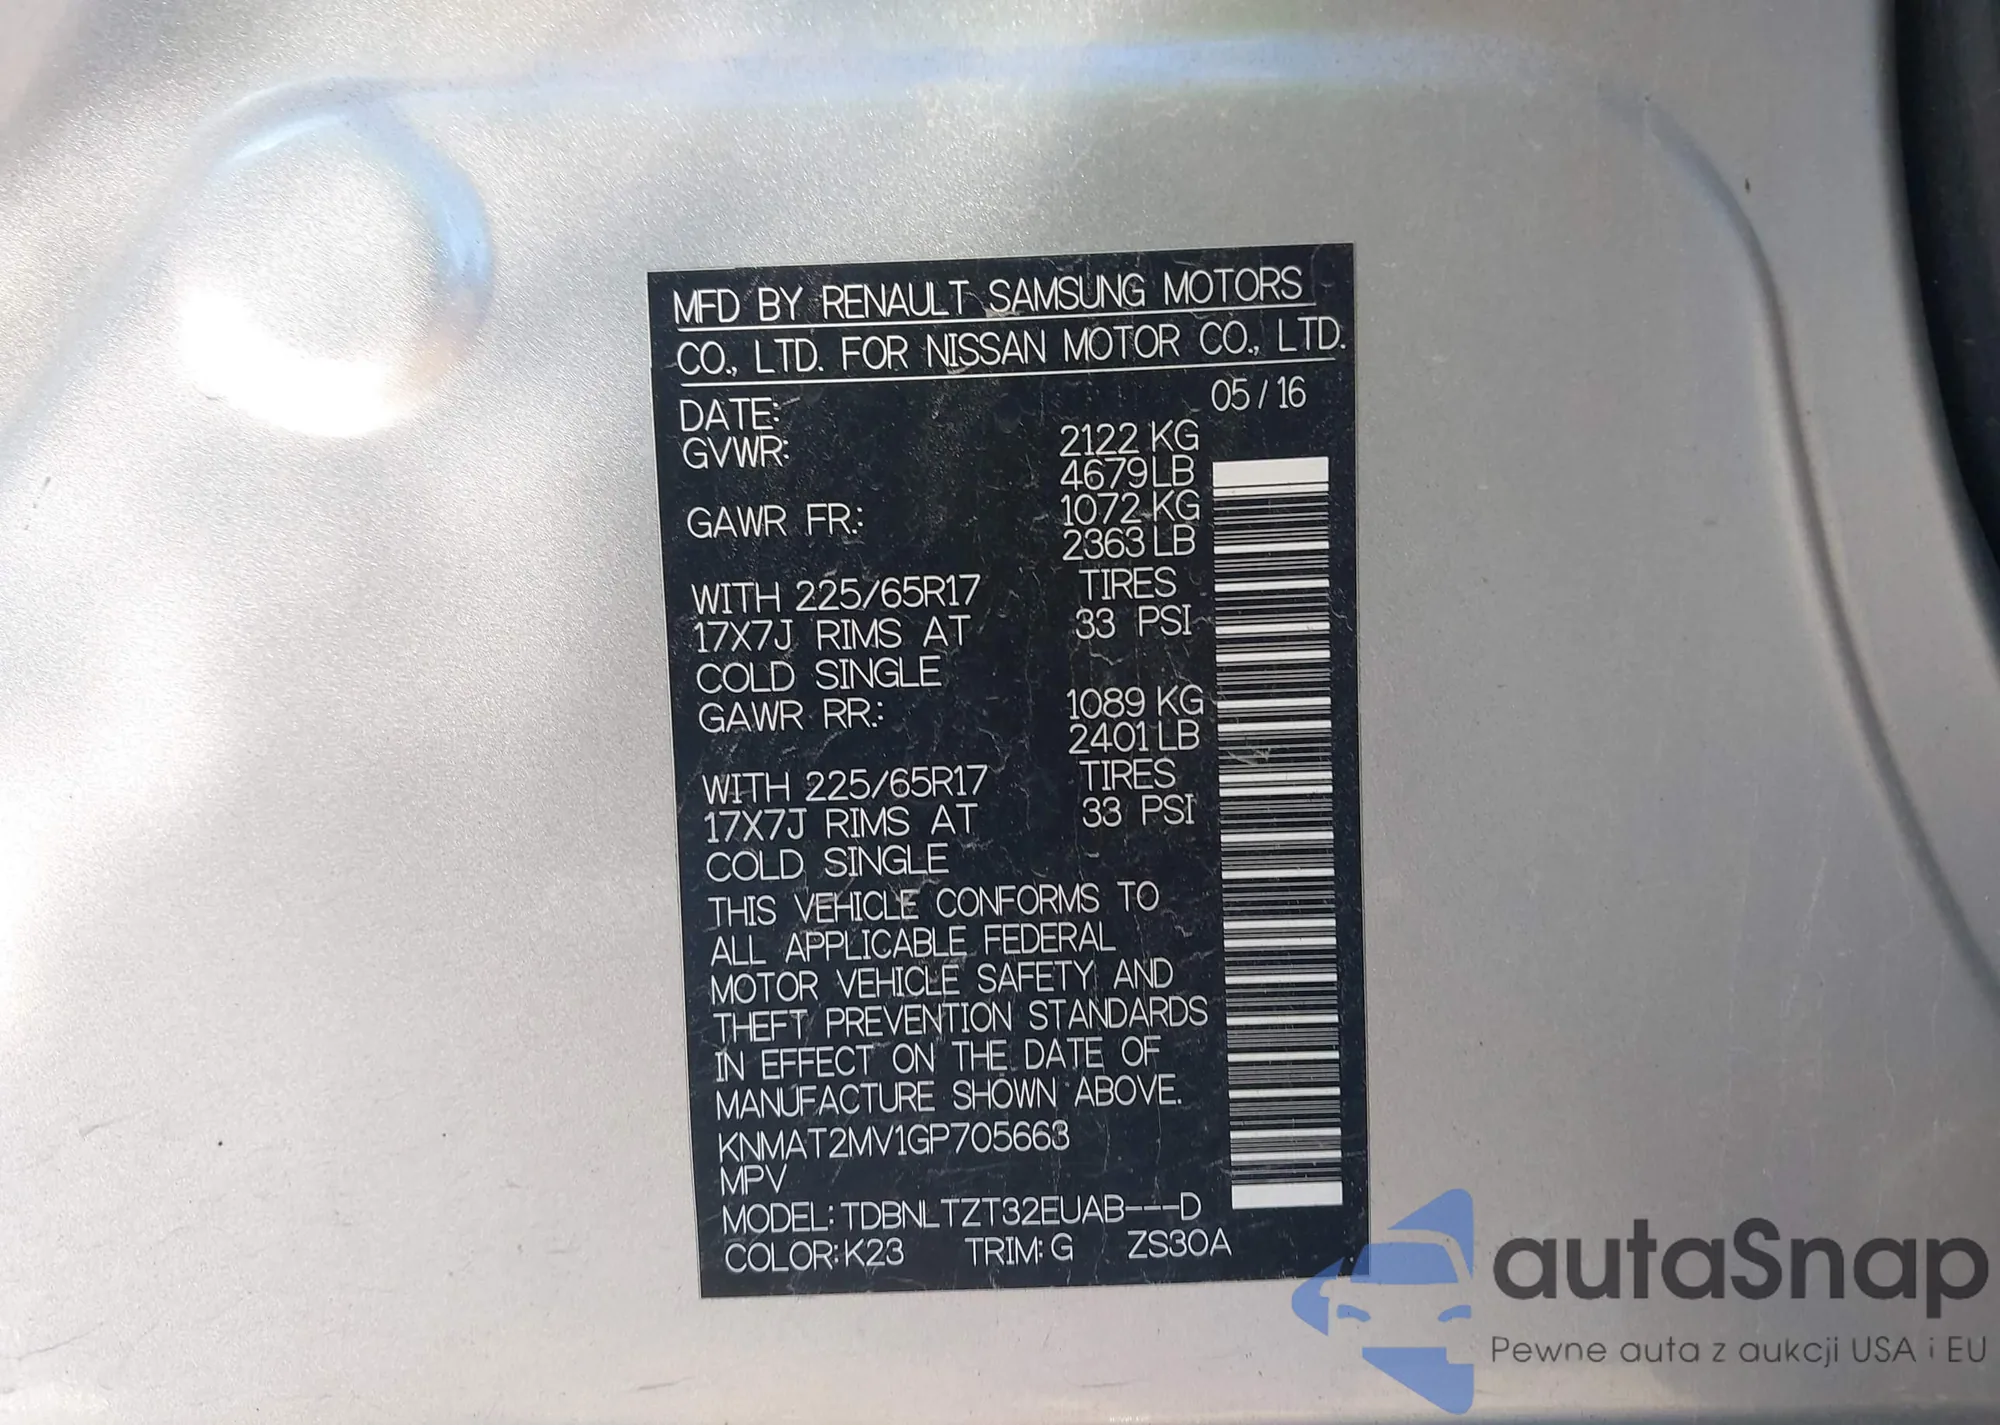 MFD BY RENAULT SAMSUNG MOTORS
CO., LTD. FOR NISSAN MOTOR CO., LTD.
DATE: 05 / 16
GVWR: 2122 KG
4679 LB
GAWR FR.: 1072 KG
2363 LB
WITH 225/65R17 TIRES
17X7J RIMS AT 33 PSI
COLD SINGLE
GAWR RR.: 1089 KG
2401 LB
WITH 225/65R17 TIRES
17X7J RIMS AT 33 PSI
COLD SINGLE
THIS VEHICLE CONFORMS TO
ALL APPLICABLE FEDERAL
MOTOR VEHICLE SAFETY AND
THEFT PREVENTION STANDARDS
IN EFFECT ON THE DATE OF
MANUFACTURE SHOWN ABOVE.
KNMAT2MV1GP705663
MPV
MODEL: TDBNLTZT32EUAB---D
COLOR: K23 TRIM: G ZS30A
autaSnap
Pewne auta z aukcji USA i EU